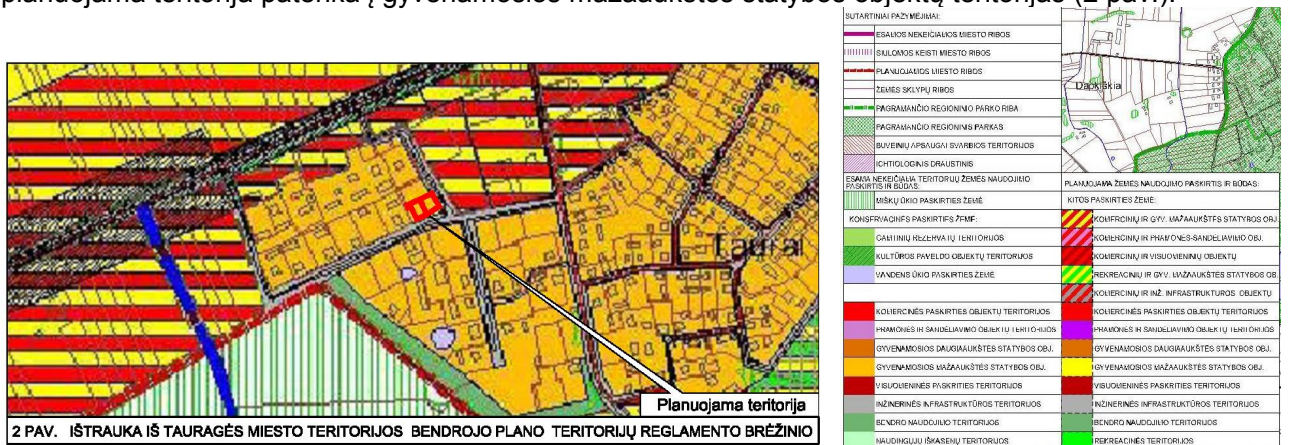 planuojama teritorija patenka į gyvenamosios mažaaukštės statybos objektų teritorijas (2 pav.).
Taurai
Planuojama teritorija
2 PAV. IŠTRAUKA IŠ TAURAGĖS MIESTO TERITORIJOS BENDROJO PLANO TERITORIJŲ REGLAMENTO BRĖŽINIO
SUTARTINIAI PAŽYMĖJIMAI:
ESAMOS NEKEIČIAMOS MIESTO RIBOS
SIŪLOMOS KEISTI MIESTO RIBOS
PLANUOJAMOS MIESTO RIBOS
ŽEMĖS SKLYPŲ RIBOS
PAGRAMANČIO REGIONINIO PARKO RIBA
PAGRAMANČIO REGIONINIS PARKAS
BUVEINIŲ APSAUGAI SVARBIOS TERITORIJOS
ICHTIOLOGINIS DRAUSTINIS
Dapkiškia
ESAMA NEKEIČIAMA TERITORIJŲ ŽEMĖS NAUDOJIMO
PASKIRTIS IR BŪDAS:
MIŠKŲ ŪKIO PASKIRTIES ŽEMĖ
KONSERVACINĖS PASKIRTIES ŽEMĖ:
GAMTINIŲ REZERVATŲ TERITORIJOS
KULTŪROS PAVELDO OBJEKTŲ TERITORIJOS
VANDENS ŪKIO PASKIRTIES ŽEMĖ
KOMERCINĖS PASKIRTIES OBJEKTŲ TERITORIJOS
PRAMONĖS IR SANDĖLIAVIMO OBJEKTŲ TERITORIJOS
GYVENAMOSIOS DAUGIAAUKŠTĖS STATYBOS OBJ.
GYVENAMOSIOS MAŽAAUKŠTĖS STATYBOS OBJ.
VISUOMENINĖS PASKIRTIES TERITORIJOS
INŽINERINĖS INFRASTRUKTŪROS TERITORIJOS
BENDRO NAUDOJIMO TERITORIJOS
NAUDINGŲJŲ IŠKASENŲ TERITORIJOS
PLANUOJAMA ŽEMĖS NAUDOJIMO PASKIRTIS IR BŪDAS:
KITOS PASKIRTIES ŽEMĖ:
KOMERCINIŲ IR GYV. MAŽAAUKŠTĖS STATYBOS OBJ.
KOMERCINIŲ IR PRAMONĖS-SANDĖLIAVIMO OBJ.
KOMERCINIŲ IR VISUOMENINIŲ OBJEKTŲ
REKREACINIŲ IR GYV. MAŽAAUKŠTĖS STATYBOS OB.
KOMERCINIŲ IR INŽ. INFRASTRUKTŪROS OBJEKTŲ
KOMERCINĖS PASKIRTIES OBJEKTŲ TERITORIJOS
PRAMONĖS IR SANDĖLIAVIMO OBJEKTŲ TERITORIJOS
GYVENAMOSIOS DAUGIAAUKŠTĖS STATYBOS OBJ.
GYVENAMOSIOS MAŽAAUKŠTĖS STATYBOS OBJ.
VISUOMENINĖS PASKIRTIES TERITORIJOS
INŽINERINĖS INFRASTRUKTŪROS TERITORIJOS
BENDRO NAUDOJIMO TERITORIJOS
REKREACINĖS TERITORIJOS